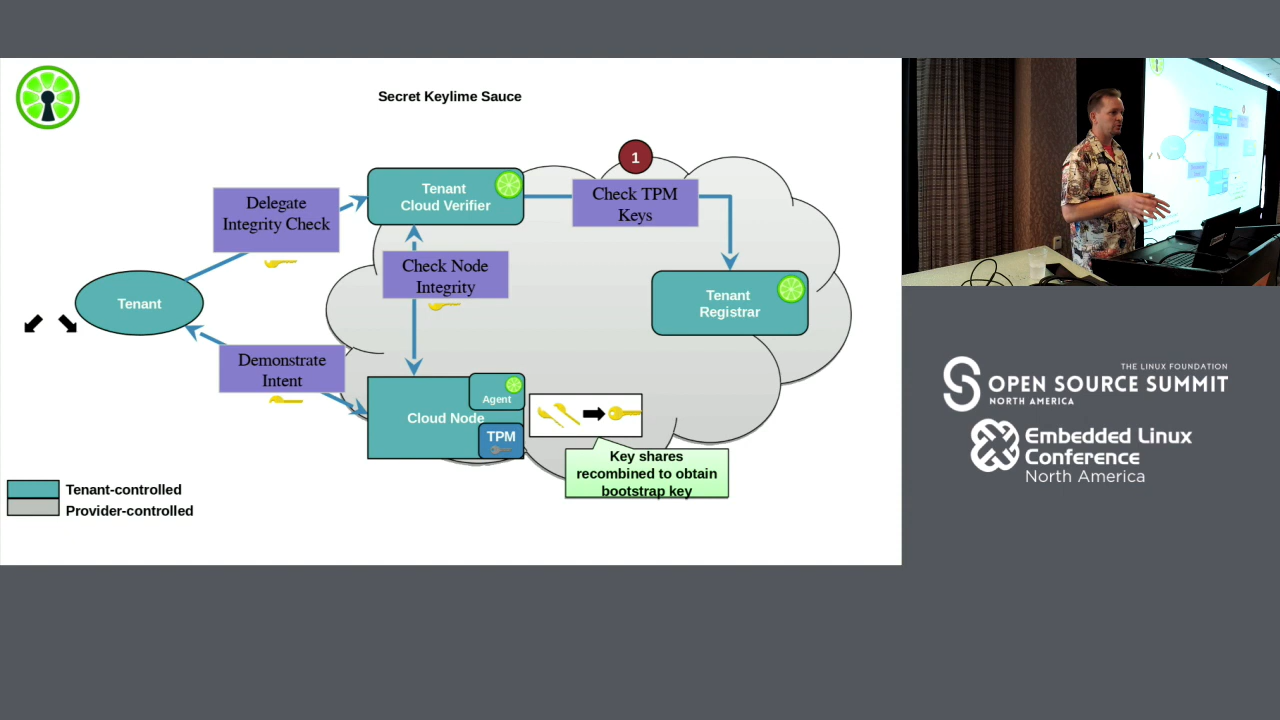 Secret Keylime Sauce
1
Tenant
Cloud Verifier
Check TPM
Keys
Delegate
Integrity Check
Check Node
Integrity
Tenant
Registrar
Tenant
Demonstrate
Intent
Agent
Cloud Node
TPM
Key shares
recombined to obtain
bootstrap key
Tenant-controlled
Provider-controlled
THE LINUX FOUNDATION
OPEN SOURCE SUMMIT
NORTH AMERICA
Embedded Linux
Conference
North America